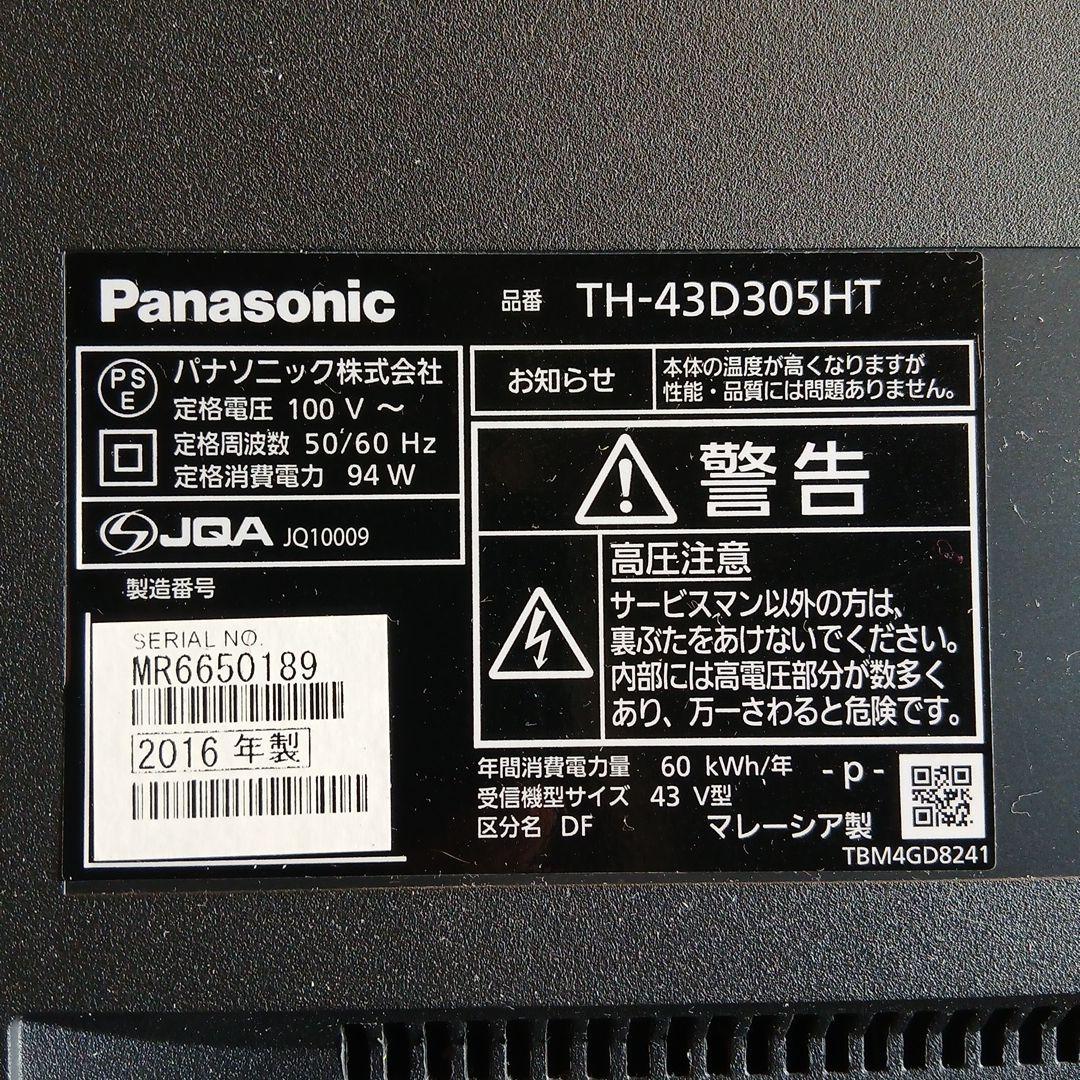 Panasonic
品番 TH-43D305HT
PS
E
パナソニック株式会社
定格電圧 100 V ～
定格周波数 50/60 Hz
定格消費電力 94 W
JQA JQ10009
製造番号
SERIAL NO.
MR6650189
2016 年製
お知らせ
本体の温度が高くなりますが
性能・品質には問題ありません。
警告
高圧注意
サービスマン以外の方は、
裏ぶたをあけないでください。
内部には高電圧部分が数多く
あり、万一さわると危険です。
年間消費電力量 60 kWh/年 - p -
受信機型サイズ 43 V型
区分名 DF マレーシア製
TBM4GD8241